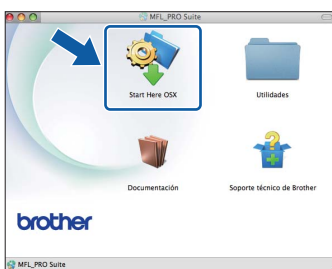 MFL_PRO Suite
Start Here OSX
Utilidades
Documentación
Soporte técnico de Brother
brother
MFL_PRO Suite